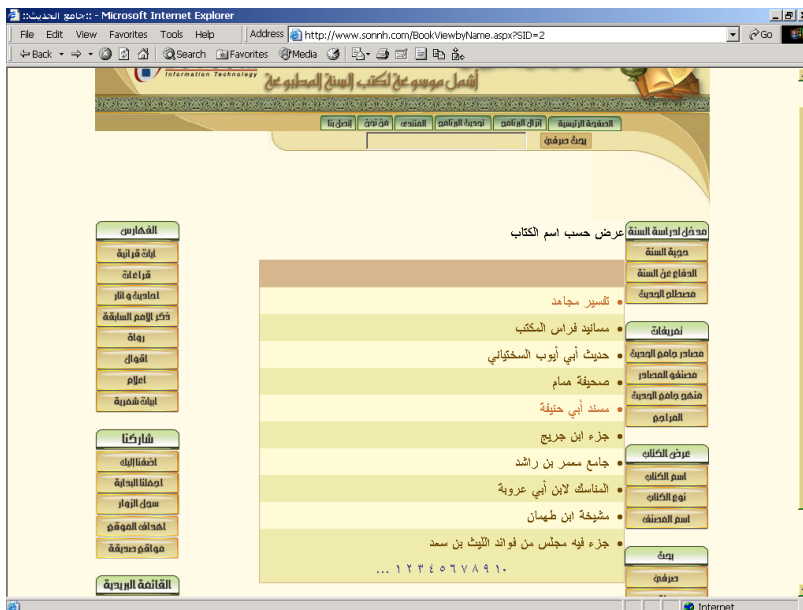 ::جامع الحديث:: - Microsoft Internet Explorer
File Edit View Favorites Tools Help
Address http://www.sonnh.com/BookViewbyName.aspx?SID=2
Go
Back
Search Favorites Media
Information Technology
أشمل موسوعة لكتب السنة المطبوعة
الصفحة الرئيسية
إنزال البرنامج
تحديث البرنامج
المنتدى
من نحن
إتصل بنا
بحث صرفي
مدخل لدراسة السنة
حجية السنة
الدفاع عن السنة
مصطلح الحديث
تعريفات
مصادر جامع الحديث
مصنفو المصادر
منهج جامع الحديث
المراجع
عرض الكتاب
اسم الكتاب
نوع الكتاب
اسم المصنف
بحث
صرفي
عرض حسب اسم الكتاب
تفسير مجاهد
مسانيد فراس المكتب
حديث أبي أيوب السختياني
صحيفة همام
مسند أبي حنيفة
جزء ابن جريج
جامع معمر بن راشد
المناسك لابن أبي عروبة
مشيخة ابن طهمان
جزء فيه مجلس من فوائد الليث بن سعد
... ١ ٢ ٣ ٤ ٥ ٦ ٧ ٨ ٩ ١٠
الفهارس
آيات قرآنية
قراءات
أحاديث و آثار
ذكر الأمم السابقة
رواة
أقوال
أعلام
أبيات شعرية
شاركنا
اضفنا إليك
اجعلنا البداية
سجل الزوار
أهداف الموقع
مواقع صديقة
القائمة البريدية
Internet